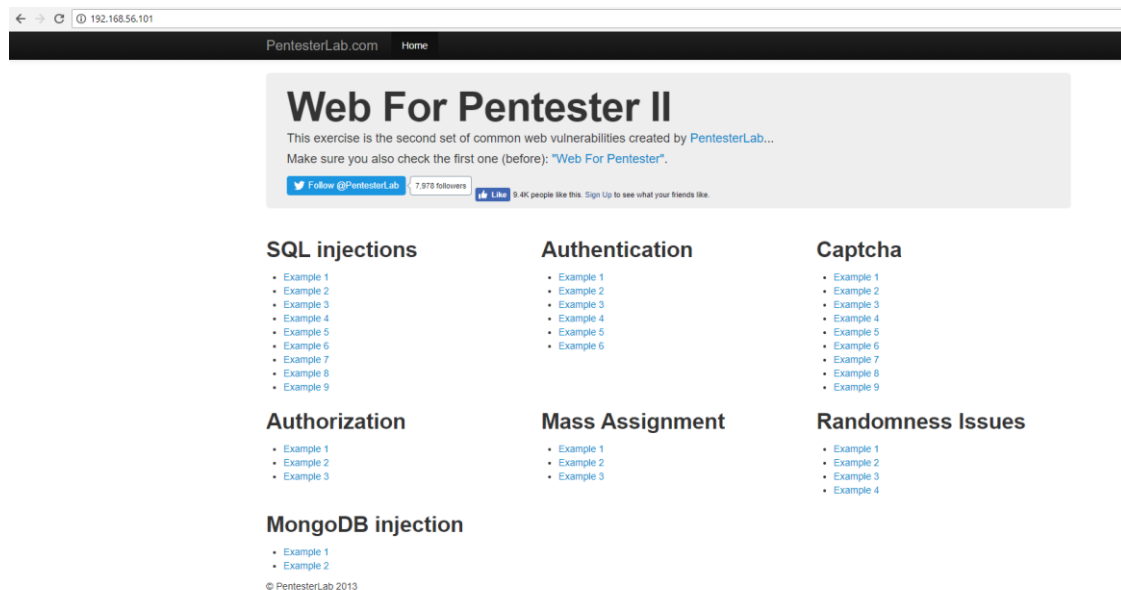 192.168.56.101
PentesterLab.com Home
Web For Pentester II
This exercise is the second set of common web vulnerabilities created by PentesterLab...
Make sure you also check the first one (before): "Web For Pentester".
Follow @PentesterLab 7,978 followers Like 9.4K people like this. Sign Up to see what your friends like.
SQL injections
Example 1
Example 2
Example 3
Example 4
Example 5
Example 6
Example 7
Example 8
Example 9
Authentication
Example 1
Example 2
Example 3
Example 4
Example 5
Example 6
Captcha
Example 1
Example 2
Example 3
Example 4
Example 5
Example 6
Example 7
Example 8
Example 9
Authorization
Example 1
Example 2
Example 3
Mass Assignment
Example 1
Example 2
Example 3
Randomness Issues
Example 1
Example 2
Example 3
Example 4
MongoDB injection
Example 1
Example 2
© PentesterLab 2013